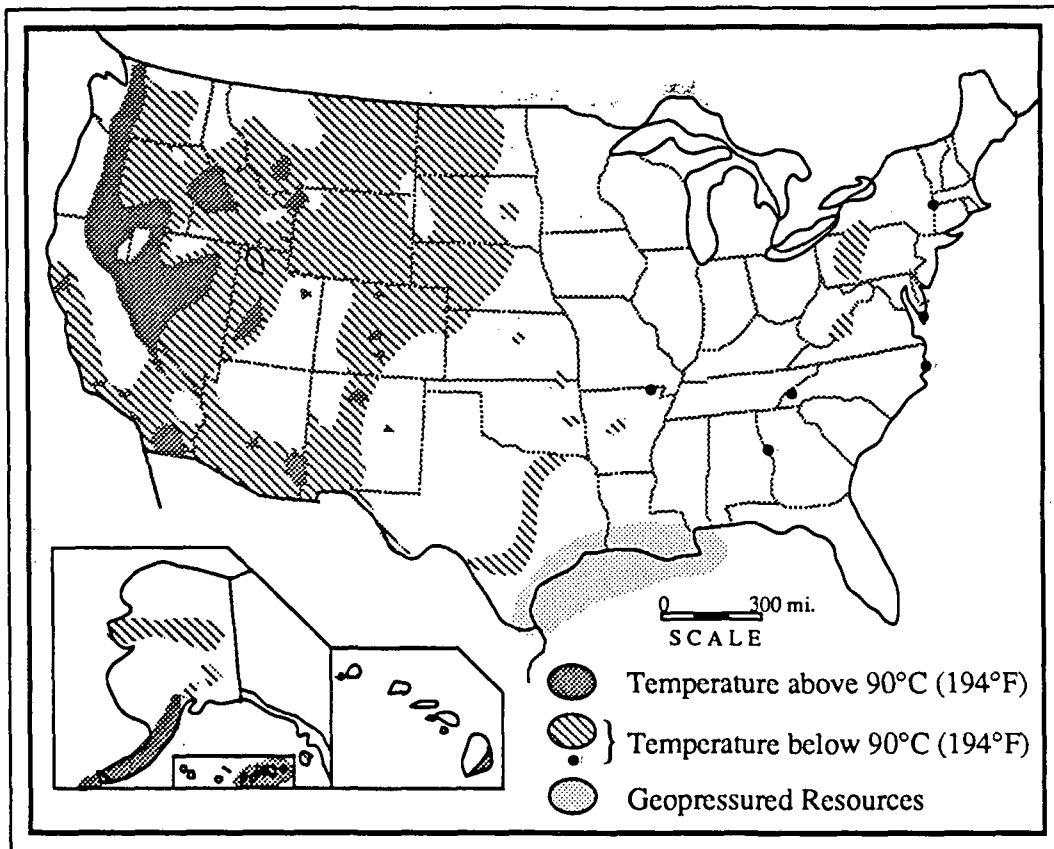 0 300 mi.
SCALE
Temperature above 90°C (194°F)
Temperature below 90°C (194°F)
Geopressured Resources